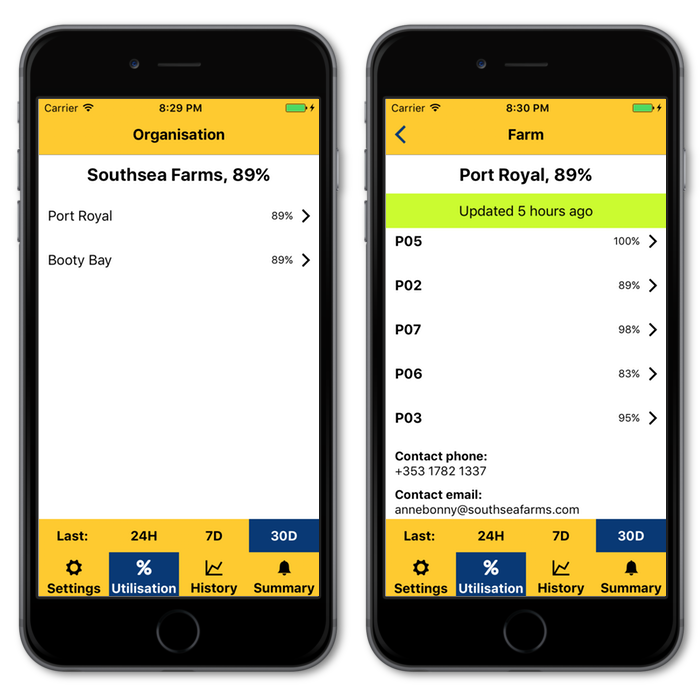 Carrier 8:29 PM
Organisation
Southsea Farms, 89%
Port Royal 89%
Booty Bay 89%
Last: 24H 7D 30D
Settings % Utilisation History Summary
Carrier 8:30 PM
Farm
Port Royal, 89%
Updated 5 hours ago
P05 100%
P02 89%
P07 98%
P06 83%
P03 95%
Contact phone:
+353 1782 1337
Contact email:
annebonny@southseafarms.com
Last: 24H 7D 30D
Settings % Utilisation History Summary